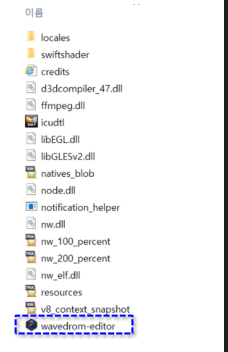 이름
locales
swiftshader
credits
d3dcompiler_47.dll
ffmpeg.dll
icudtl
libEGL.dll
libGLESv2.dll
natives_blob
node.dll
notification_helper
nw.dll
nw_100_percent
nw_200_percent
nw_elf.dll
resources
v8_context_snapshot
wavedrom-editor